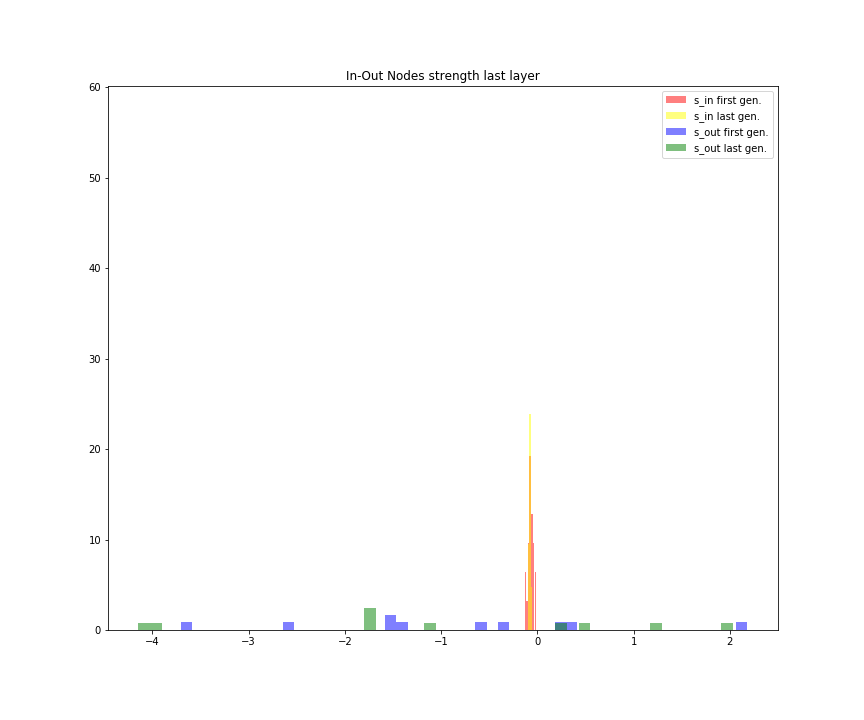 In-Out Nodes strength last layer
s_in first gen.
s_in last gen.
s_out first gen.
s_out last gen.
60
50
40
30
20
10
0
−4 −3 −2 −1 0 1 2